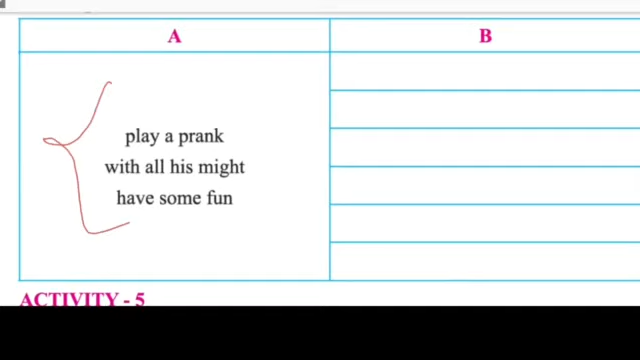 A
B
play a prank
with all his might
have some fun
ACTIVITY - 5